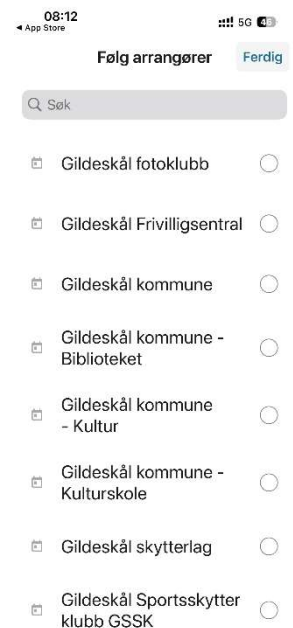 08:12
5G 46
App Store
Følg arrangører
Ferdig
Søk
Gildeskål fotoklubb
Gildeskål Frivilligsentral
Gildeskål kommune
Gildeskål kommune -
Biblioteket
Gildeskål kommune
- Kultur
Gildeskål kommune -
Kulturskole
Gildeskål skytterlag
Gildeskål Sportsskytter
klubb GSSK